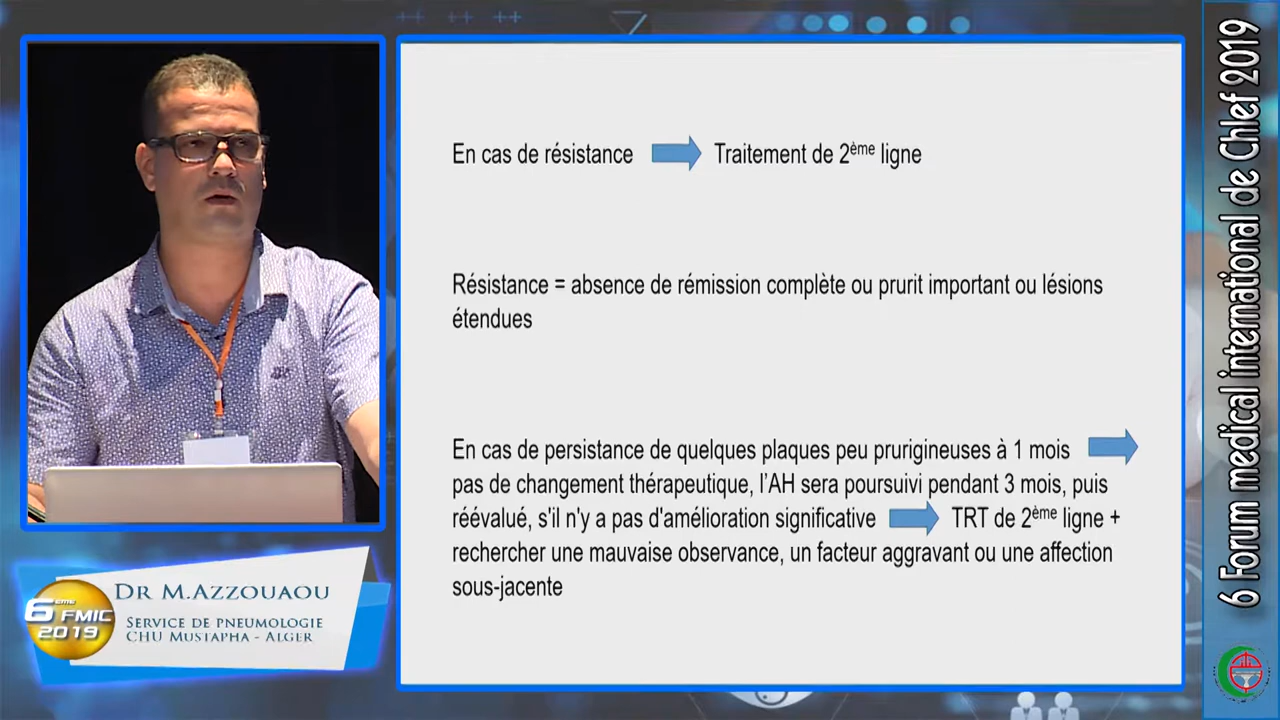 En cas de résistance Traitement de 2ème ligne
Résistance = absence de rémission complète ou prurit important ou lésions
étendues
En cas de persistance de quelques plaques peu prurigineuses à 1 mois
pas de changement thérapeutique, l'AH sera poursuivi pendant 3 mois, puis
réévalué, s'il n'y a pas d'amélioration significative TRT de 2ème ligne +
rechercher une mauvaise observance, un facteur aggravant ou une affection
sous-jacente
6ème FMIC
2019
Dr M.Azzouaou
Service de pneumologie
CHU Mustapha - Alger
6 Forum medical international de Chlef 2019